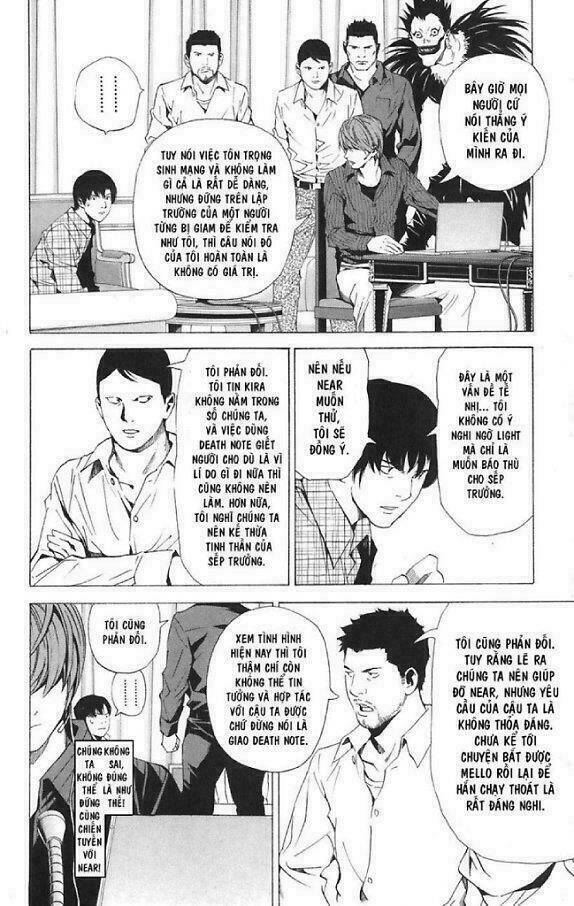 BÂY GIỜ MỌI
NGƯỜI CỨ
NÓI THẲNG Ý
KIẾN CỦA
MÌNH RA ĐI.
TUY NÓI VIỆC TÔN TRỌNG
SINH MẠNG VÀ KHÔNG LÀM
GÌ CẢ LÀ RẤT DỄ DÀNG,
NHƯNG ĐỨNG TRÊN LẬP
TRƯỜNG CỦA MỘT NGƯỜI
TỪNG BỊ GIAM ĐỂ KIỂM TRA
NHƯ TÔI, THÌ CÂU NÓI ĐÓ
CỦA TÔI HOÀN TOÀN LÀ
KHÔNG CÓ GIÁ TRỊ.
......
......
ĐÂY LÀ MỘT
VẤN ĐỀ TẾ
NHỊ... TÔI
KHÔNG CÓ Ý
NGHI NGỜ LIGHT
MÀ CHỈ LÀ
MUỐN BÁO THÙ
CHO SẾP
TRƯỞNG.
NÊN NẾU
NEAR
MUỐN
THỬ,
TÔI SẼ
ĐỒNG Ý.
TÔI PHẢN ĐỐI.
TÔI TIN KIRA
KHÔNG NẰM TRONG
SỐ CHÚNG TA,
VÀ VIỆC DÙNG
DEATH NOTE GIẾT
NGƯỜI CHO DÙ LÀ VÌ
LÍ DO GÌ ĐI NỮA THÌ
CŨNG KHÔNG NÊN
LÀM. HƠN NỮA,
TÔI NGHĨ CHÚNG TA
NÊN KẾ THỪA
TINH THẦN CỦA
SẾP TRƯỞNG.
TÔI CŨNG PHẢN ĐỐI.
TUY RẰNG LẼ RA
CHÚNG TA NÊN GIÚP
ĐỠ NEAR, NHƯNG YÊU
CẦU CỦA CẬU TA LÀ
KHÔNG THỎA ĐÁNG.
CHƯA KỂ TỚI
CHUYỆN BẮT ĐƯỢC
MELLO RỒI LẠI ĐỂ
HẮN CHẠY THOÁT LÀ
RẤT ĐÁNG NGHI.
XEM TÌNH HÌNH
HIỆN NAY THÌ TÔI
THẬM CHÍ CÒN
KHÔNG THỂ TIN
TƯỞNG VÀ HỢP TÁC
VỚI CẬU TA ĐƯỢC
CHỨ ĐỪNG NÓI LÀ
GIAO DEATH NOTE.
TÔI CŨNG
PHẢN ĐỐI.
......
KHÔNG
SAI,
ĐÚNG
LÀ NHƯ
THẾ!
CHÚNG
TA
KHÔNG
THỂ
ĐỨNG
CÙNG
CHIẾN
TUYẾN
VỚI
NEAR!